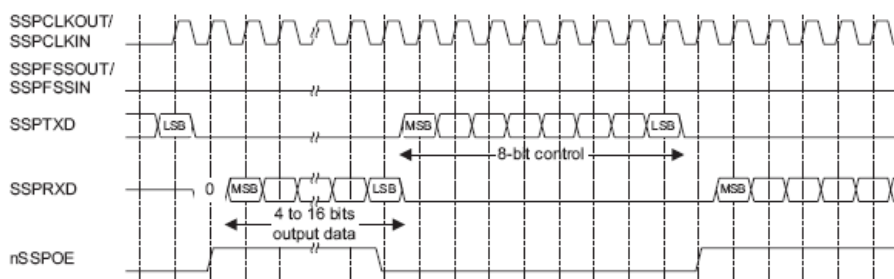 SSPCLKOUT/
SSPCLKIN
SSPFSSOUT/
SSPFSSIN
SSPTXD
LSB
MSB
LSB
8-bit control
SSPRXD
0
MSB
LSB
MSB
4 to 16 bits
output data
nSSPOE